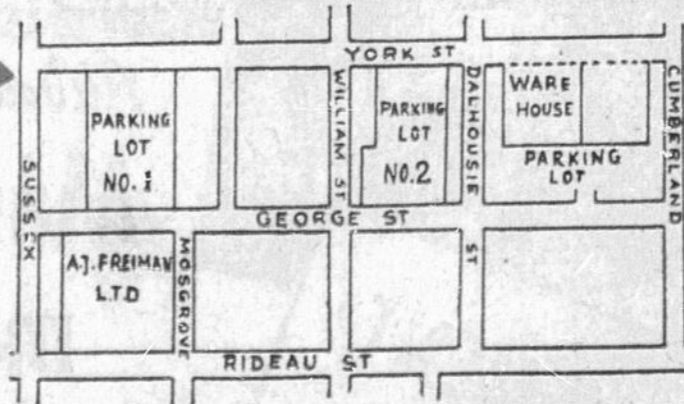 YORK ST
SUSSEX
PARKING
LOT
NO. 1
WILLIAM ST
PARKING
LOT
NO.2
DALHOUSIE ST
WARE
HOUSE
PARKING
LOT
CUMBERLAND
GEORGE ST
A.J. FREIMAN
LTD
MOSGROVE
RIDEAU ST